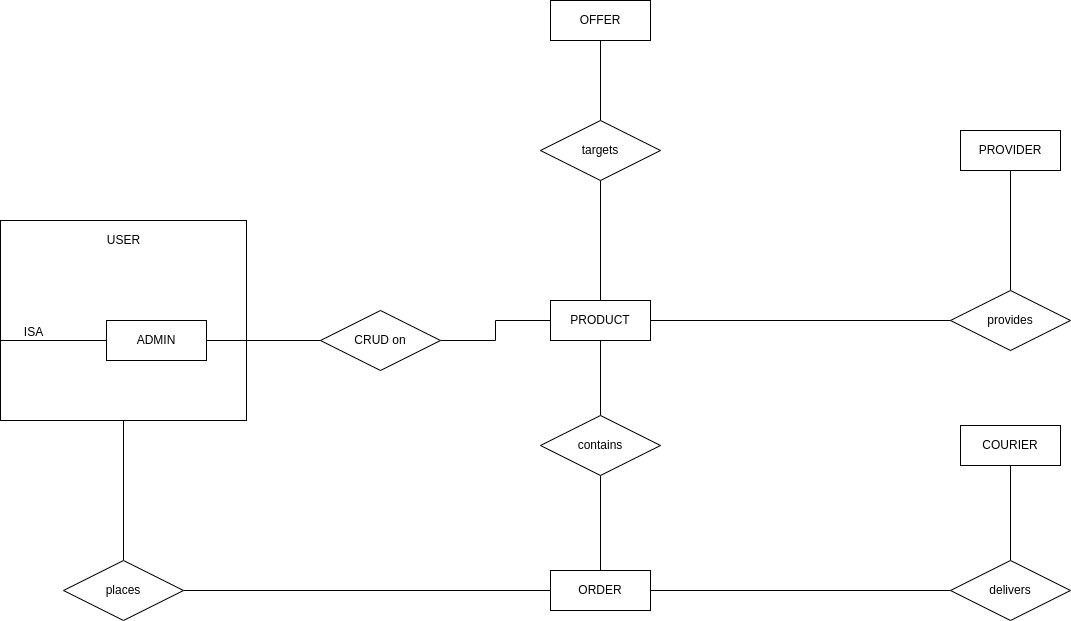 OFFER
targets
PROVIDER
USER
ISA
ADMIN
CRUD on
PRODUCT
provides
contains
COURIER
places
ORDER
delivers